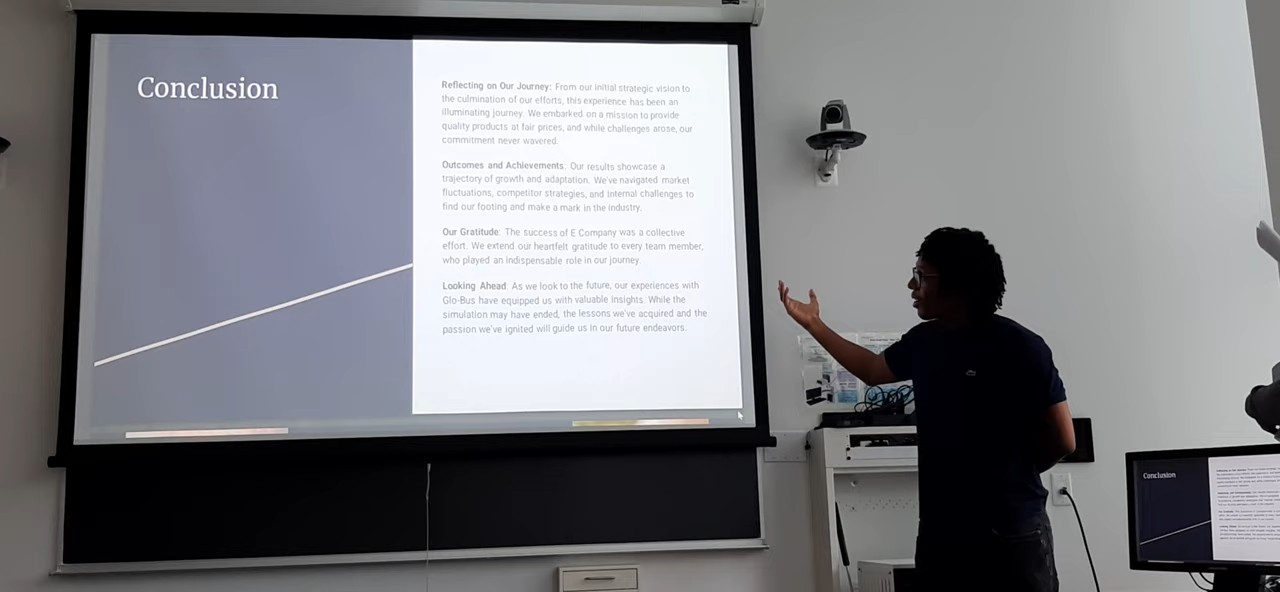 Conclusion
Reflecting on Our Journey: From our initial strategic vision to
the culmination of our efforts, this experience has been an
illuminating journey. We embarked on a mission to provide
quality products at fair prices, and while challenges arose, our
commitment never wavered.
Outcomes and Achievements: Our results showcase a
trajectory of growth and adaptation. We've navigated market
fluctuations, competitor strategies, and internal challenges to
find our footing and make a mark in the industry.
Our Gratitude: The success of E Company was a collective
effort. We extend our heartfelt gratitude to every team member,
who played an indispensable role in our journey.
Looking Ahead: As we look to the future, our experiences with
Glo-Bus have equipped us with valuable insights. While the
simulation may have ended, the lessons we've acquired and the
passion we've ignited will guide us in our future endeavors.
Conclusion